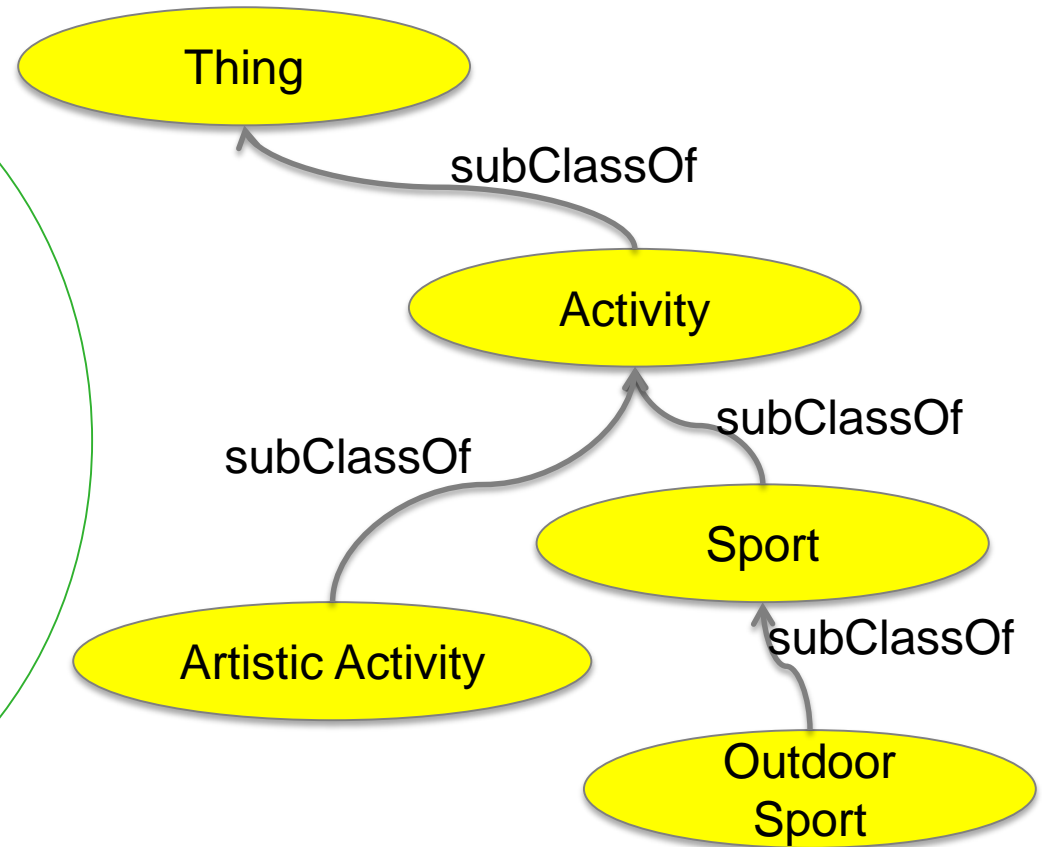 Thing
subClassOf
Activity
subClassOf
subClassOf
Sport
Artistic Activity
subClassOf
Outdoor
Sport